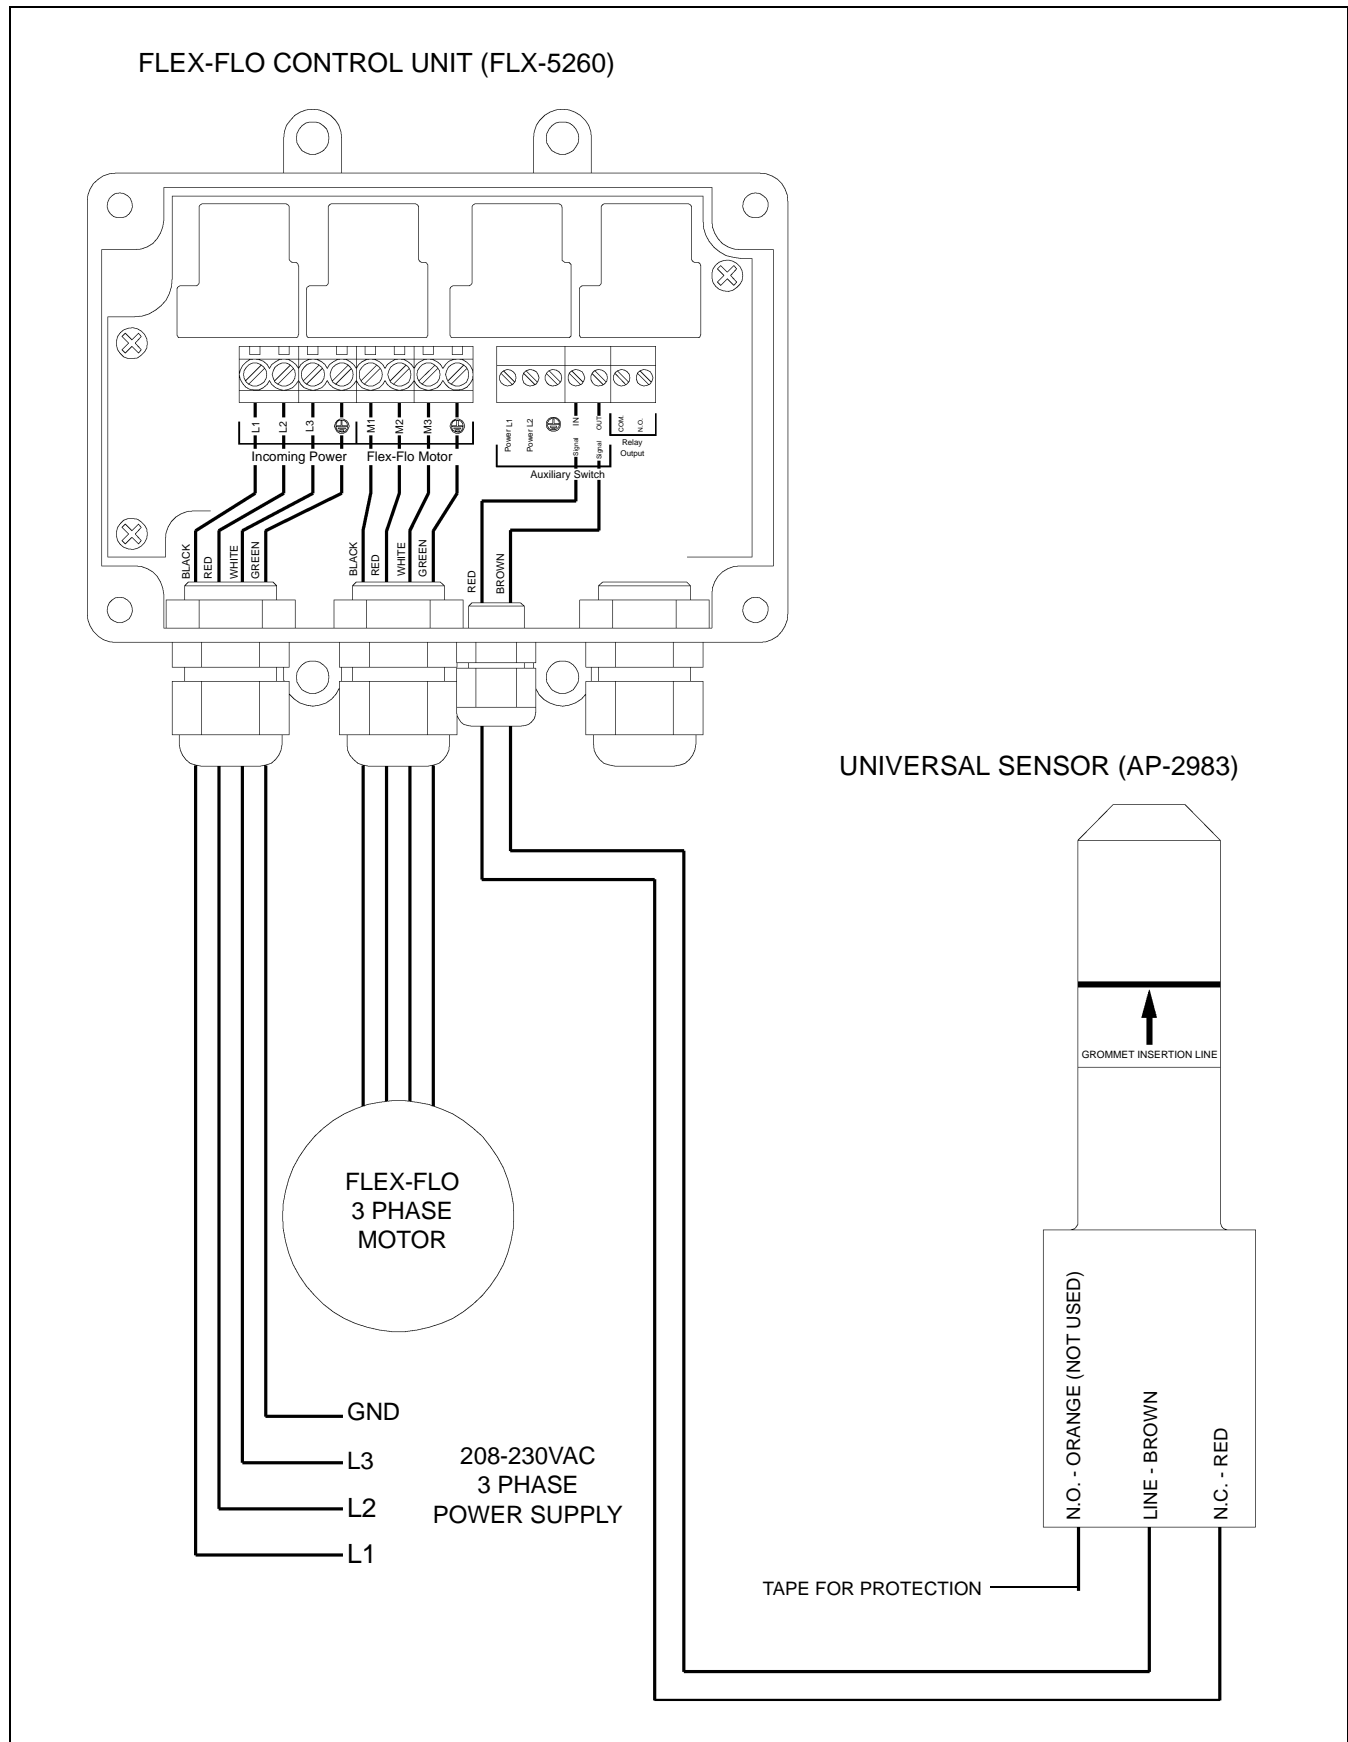 FLEX-FLO CONTROL UNIT (FLX-5260)
L1
L2
L3
M1
M2
M3
Incoming Power
Flex-Flo Motor
Power L1
Power L2
Signal IN
Signal OUT
COM.
N.O.
Relay
Output
Auxiliary Switch
BLACK
RED
WHITE
GREEN
BLACK
RED
WHITE
GREEN
RED
BROWN
UNIVERSAL SENSOR (AP-2983)
GROMMET INSERTION LINE
FLEX-FLO
3 PHASE
MOTOR
N.O. - ORANGE (NOT USED)
LINE - BROWN
N.C. - RED
GND
L3
L2
L1
208-230VAC
3 PHASE
POWER SUPPLY
TAPE FOR PROTECTION